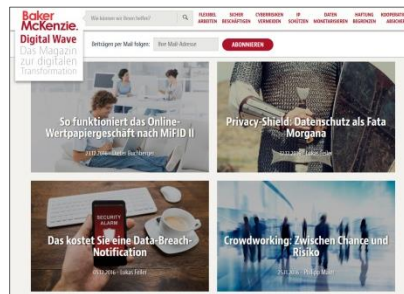 Baker
McKenzie.
Digital Wave
Das Magazin
zur digitalen
Transformation
Wie können wir Ihnen helfen?
FLEXIBEL ARBEITEN
SICHER BESCHÄFTIGEN
CYBERRISIKEN VERMEIDEN
IP SCHÜTZEN
DATEN MONETARISIEREN
HAFTUNG BEGRENZEN
Beiträgen per Mail folgen:
Ihre Mail-Adresse
ABONNIEREN
So funktioniert das Online-
Wertpapiergeschäft nach MiFID II
Privacy-Shield: Datenschutz als Fata
Morgana
SECURITY
ALARM
Das kostet Sie eine Data-Breach-
Notification
Crowdworking: Zwischen Chance und
Risiko